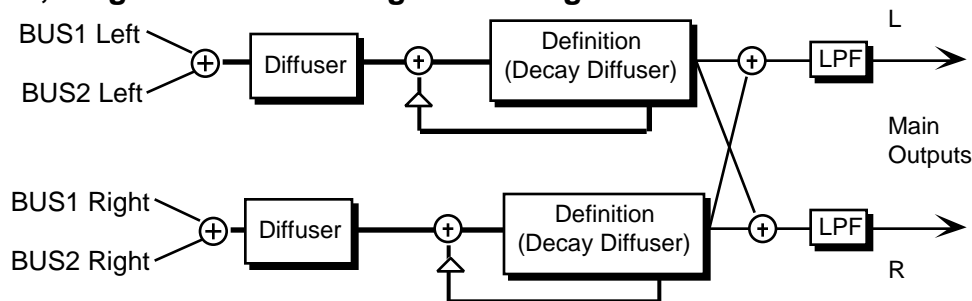 BUS1 Left
BUS2 Left
Diffuser
Definition
(Decay Diffuser)
LPF
L
Main
Outputs
BUS1 Right
BUS2 Right
Diffuser
Definition
(Decay Diffuser)
LPF
R